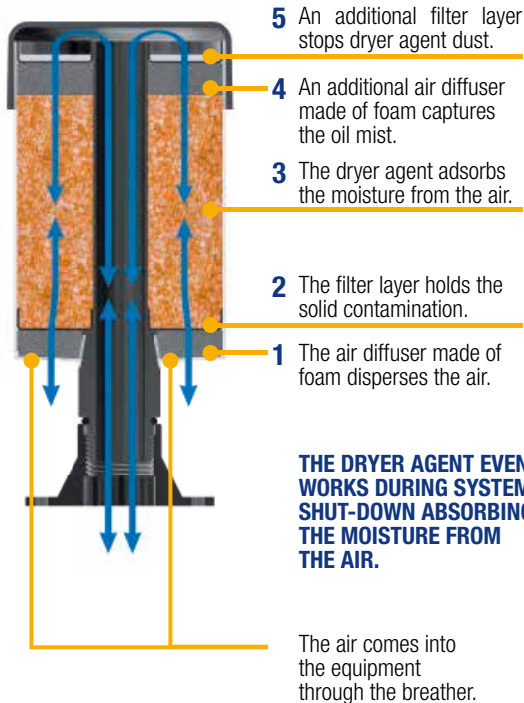 5 An additional filter layer
stops dryer agent dust.
4 An additional air diffuser
made of foam captures
the oil mist.
3 The dryer agent adsorbs
the moisture from the air.
2 The filter layer holds the
solid contamination.
1 The air diffuser made of
foam disperses the air.
THE DRYER AGENT EVEN
WORKS DURING SYSTEM
SHUT-DOWN ABSORBING
THE MOISTURE FROM
THE AIR.
The air comes into
the equipment
through the breather.